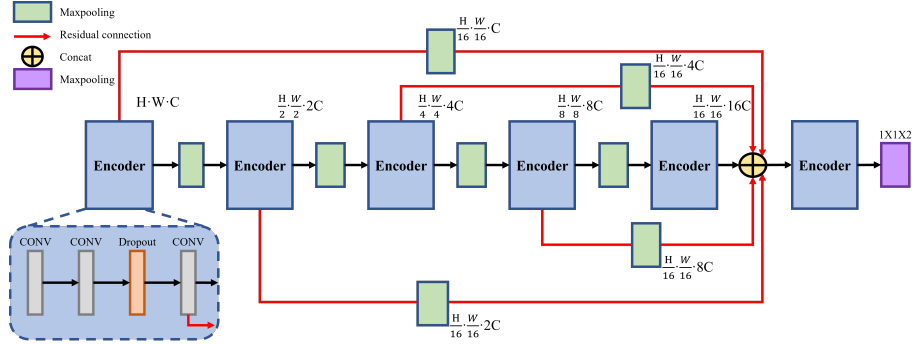 Maxpooling
Residual connection
Concat
Maxpooling
H/16·W/16·C
H/16·W/16·4C
H·W·C
H/2·W/2·2C
H/4·W/4·4C
H/8·W/8·8C
H/16·W/16·16C
1X1X2
Encoder Encoder Encoder Encoder Encoder Encoder
CONV CONV Dropout CONV
H/16·W/16·8C
H/16·W/16·2C